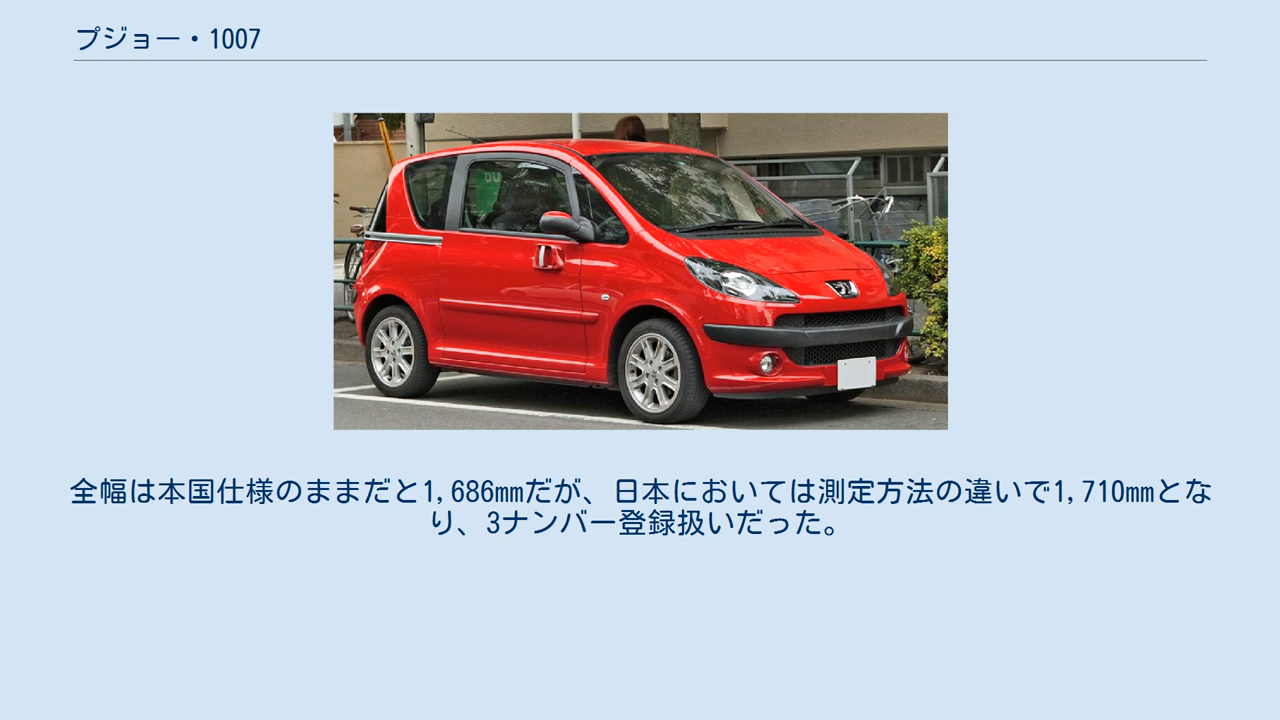 プジョー・1007
全幅は本国仕様のままだと1,686㎜だが、日本においては測定方法の違いで1,710㎜とな
り、3ナンバー登録扱いだった。